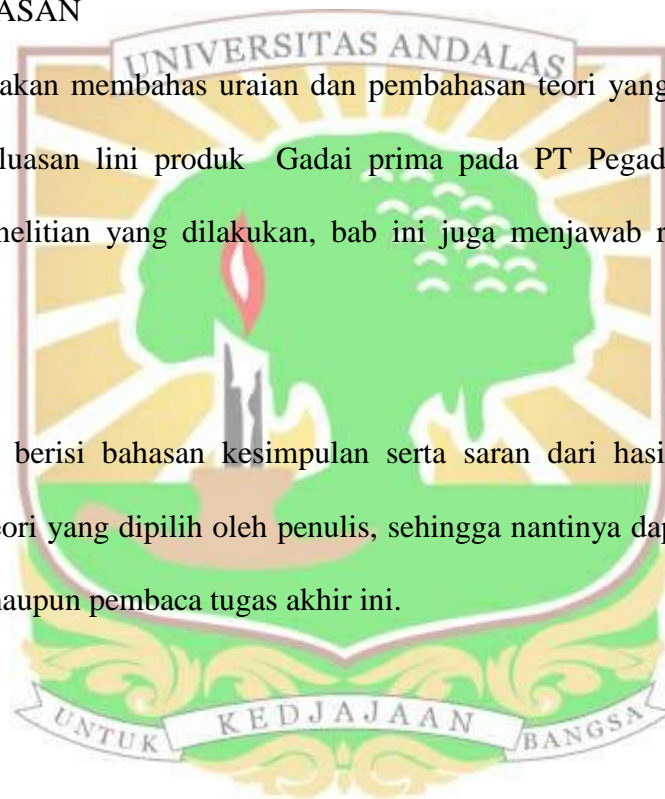 ASAN
UNIVERSITAS ANDALAS
akan membahas uraian dan pembahasan teori yang
luasan lini produk Gadai prima pada PT Pegad
nelitian yang dilakukan, bab ini juga menjawab r
berisi bahasan kesimpulan serta saran dari hasi
eori yang dipilih oleh penulis, sehingga nantinya dap
maupun pembaca tugas akhir ini.
UNTUK KEDJAJAAN BANGSA